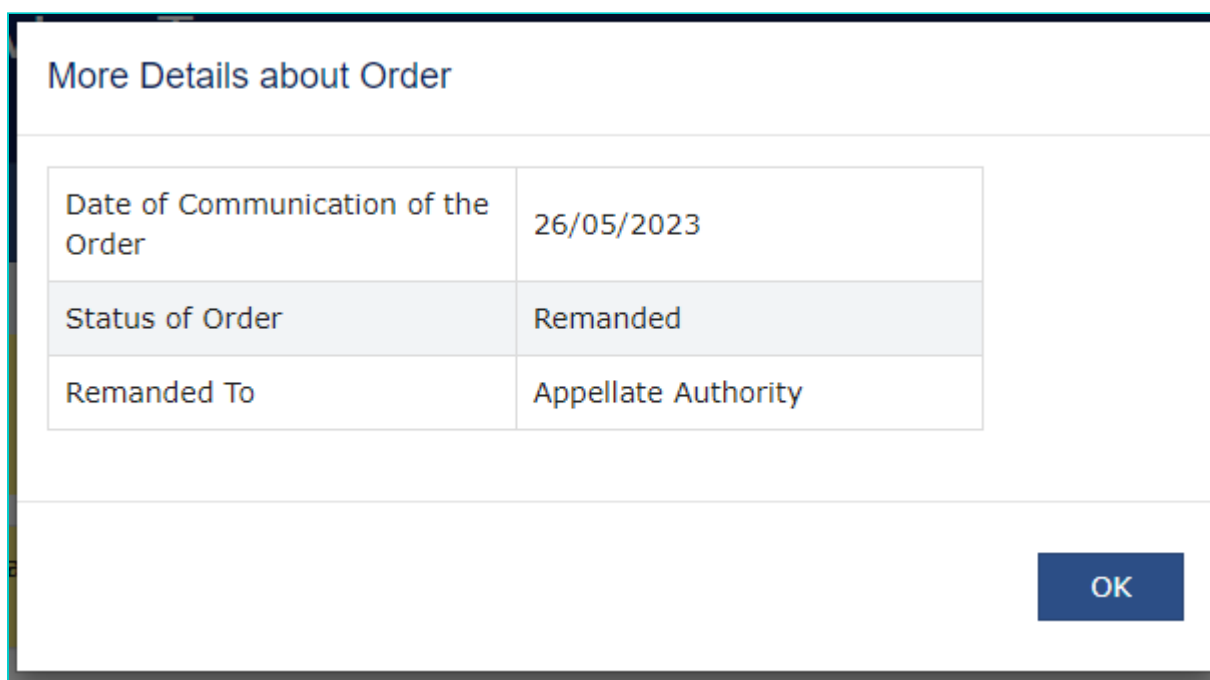 More Details about Order
Date of Communication of the
Order
26/05/2023
Status of Order Remanded
Remanded To Appellate Authority
OK